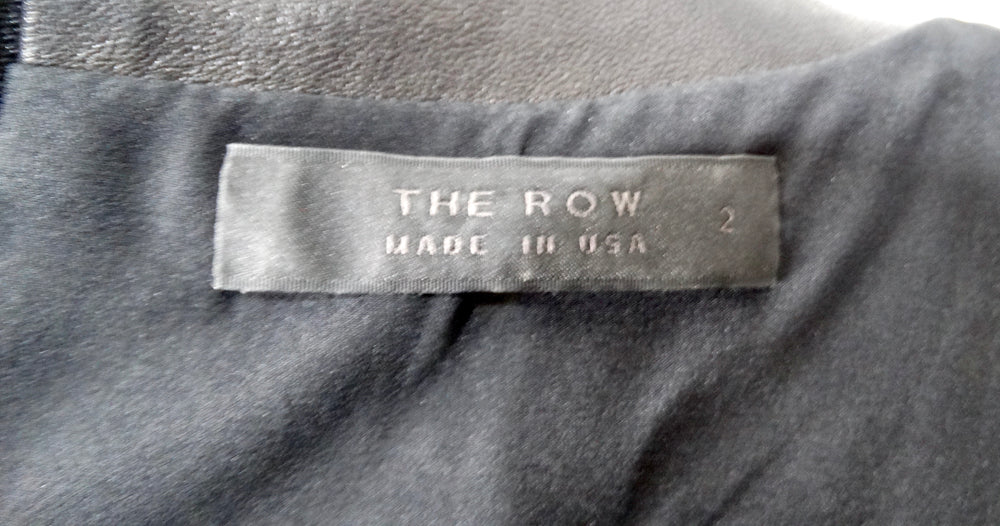 THE ROW
MADE IN USA
2